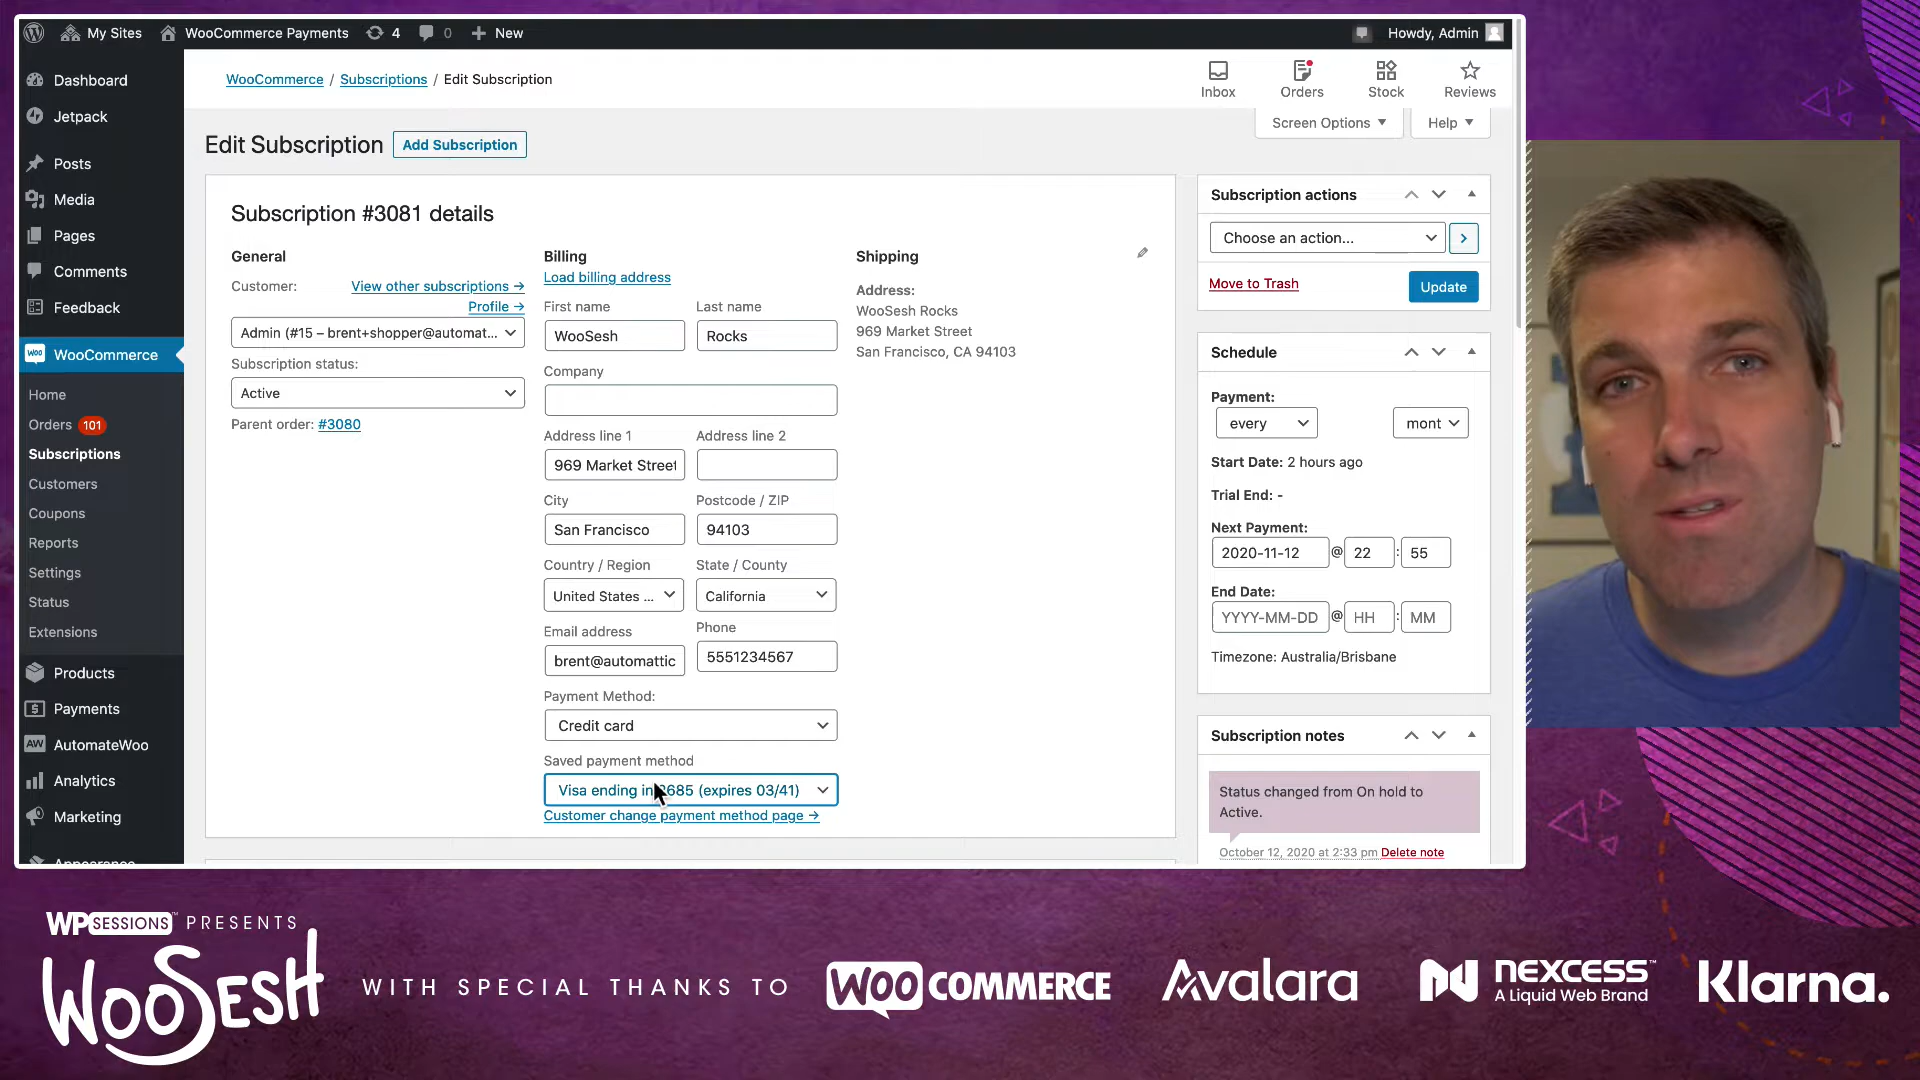 My Sites
WooCommerce Payments
4
0
New
Howdy, Admin
Dashboard
Jetpack
Posts
Media
Pages
Comments
Feedback
WooCommerce
Home
Orders 101
Subscriptions
Customers
Coupons
Reports
Settings
Status
Extensions
Products
Payments
AutomateWoo
Analytics
Marketing
Appearance
WooCommerce / Subscriptions / Edit Subscription
Inbox
Orders
Stock
Reviews
Screen Options
Help
Edit Subscription
Add Subscription
Subscription #3081 details
General
Customer:
View other subscriptions →
Profile →
Admin (#15 – brent+shopper@automat...
Subscription status:
Active
Parent order: #3080
Billing
Load billing address
First name
Last name
WooSesh
Rocks
Company
Address line 1
Address line 2
969 Market Street
City
Postcode / ZIP
San Francisco
94103
Country / Region
State / County
United States ...
California
Email address
Phone
brent@automattic
5551234567
Payment Method:
Credit card
Saved payment method
Visa ending in 685 (expires 03/41)
Customer change payment method page →
Shipping
Address:
WooSesh Rocks
969 Market Street
San Francisco, CA 94103
Subscription actions
Choose an action...
Move to Trash
Update
Schedule
Payment:
every
mont
Start Date: 2 hours ago
Trial End: -
Next Payment:
2020-11-12 @ 22 : 55
End Date:
YYYY-MM-DD @ HH : MM
Timezone: Australia/Brisbane
Subscription notes
Status changed from On hold to
Active.
October 12, 2020 at 2:33 pm Delete note
WPSESSIONS™ PRESENTS
WOOSESH
WITH SPECIAL THANKS TO
WOOCOMMERCE
Avalara
NEXCESS™
A Liquid Web Brand
Klarna.